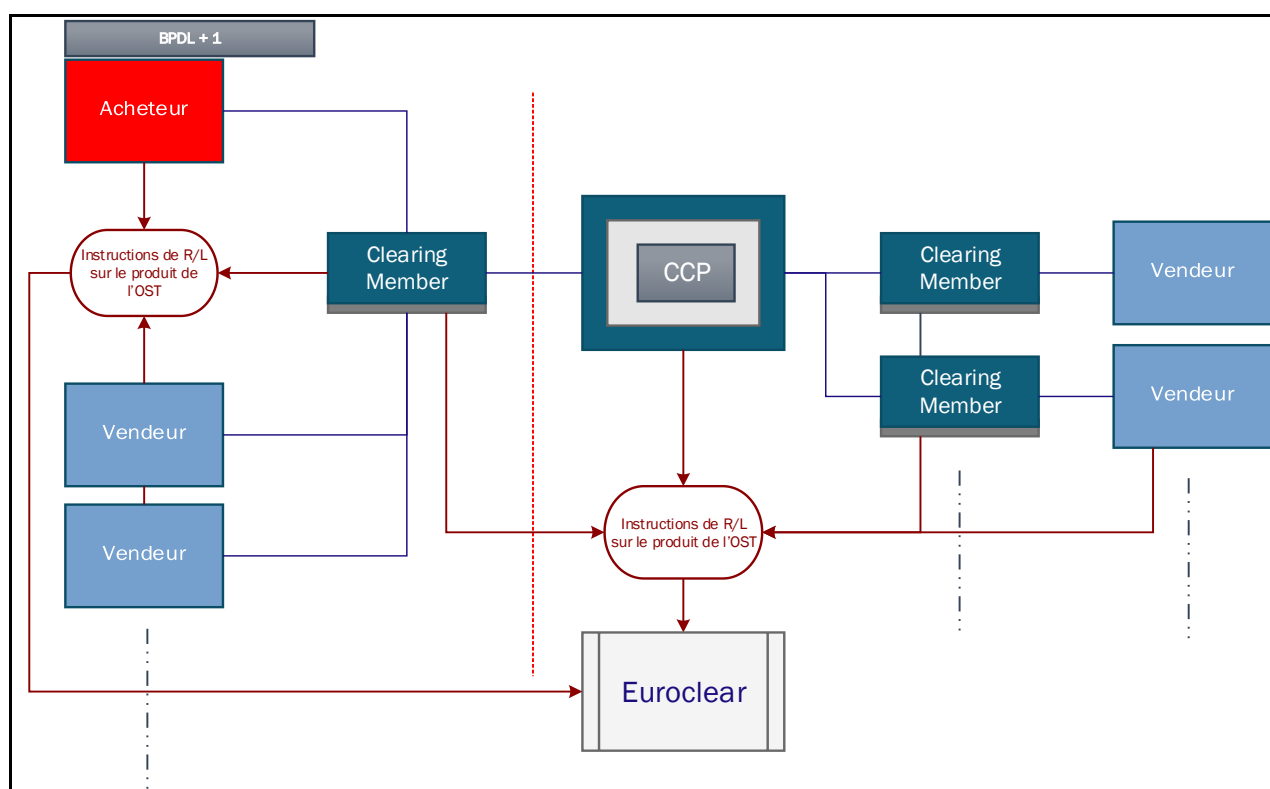 BPDL + 1
Acheteur
Instructions de R/L
sur le produit de
l'OST
Clearing
Member
CCP
Clearing
Member
Vendeur
Clearing
Member
Vendeur
Vendeur
Vendeur
Instructions de R/L
sur le produit de l'OST
Euroclear